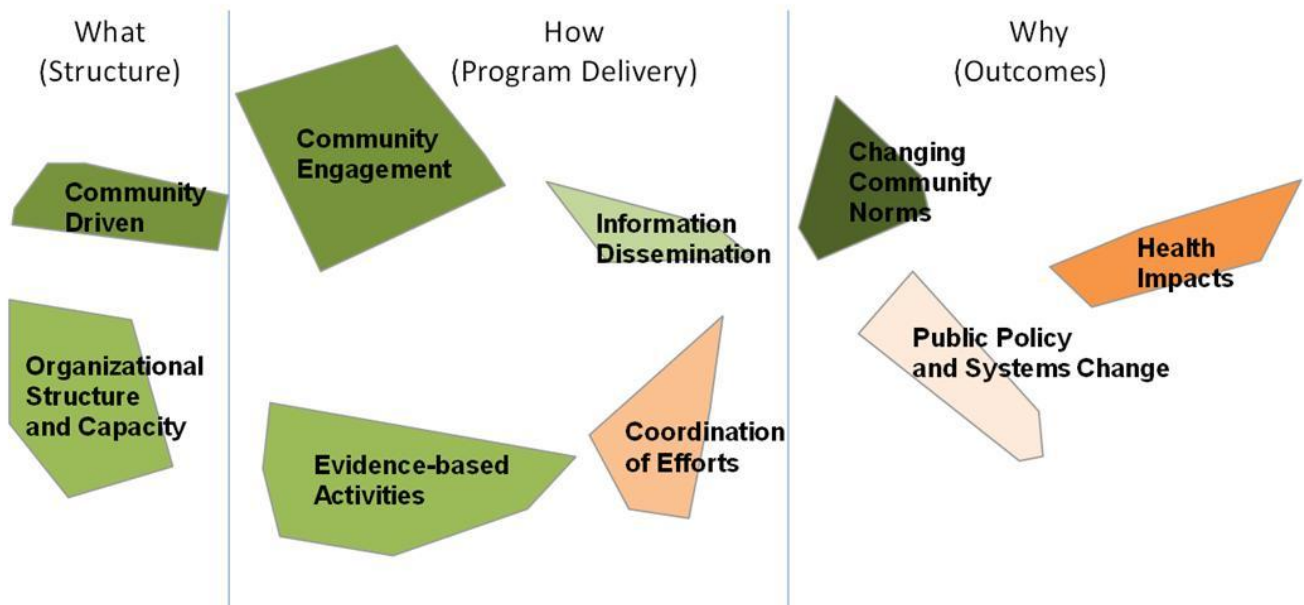 What
(Structure)
How
(Program Delivery)
Why
(Outcomes)
Community
Driven
Organizational
Structure
and Capacity
Community
Engagement
Information
Dissemination
Evidence-based
Activities
Coordination
of Efforts
Changing
Community
Norms
Health
Impacts
Public Policy
and Systems Change